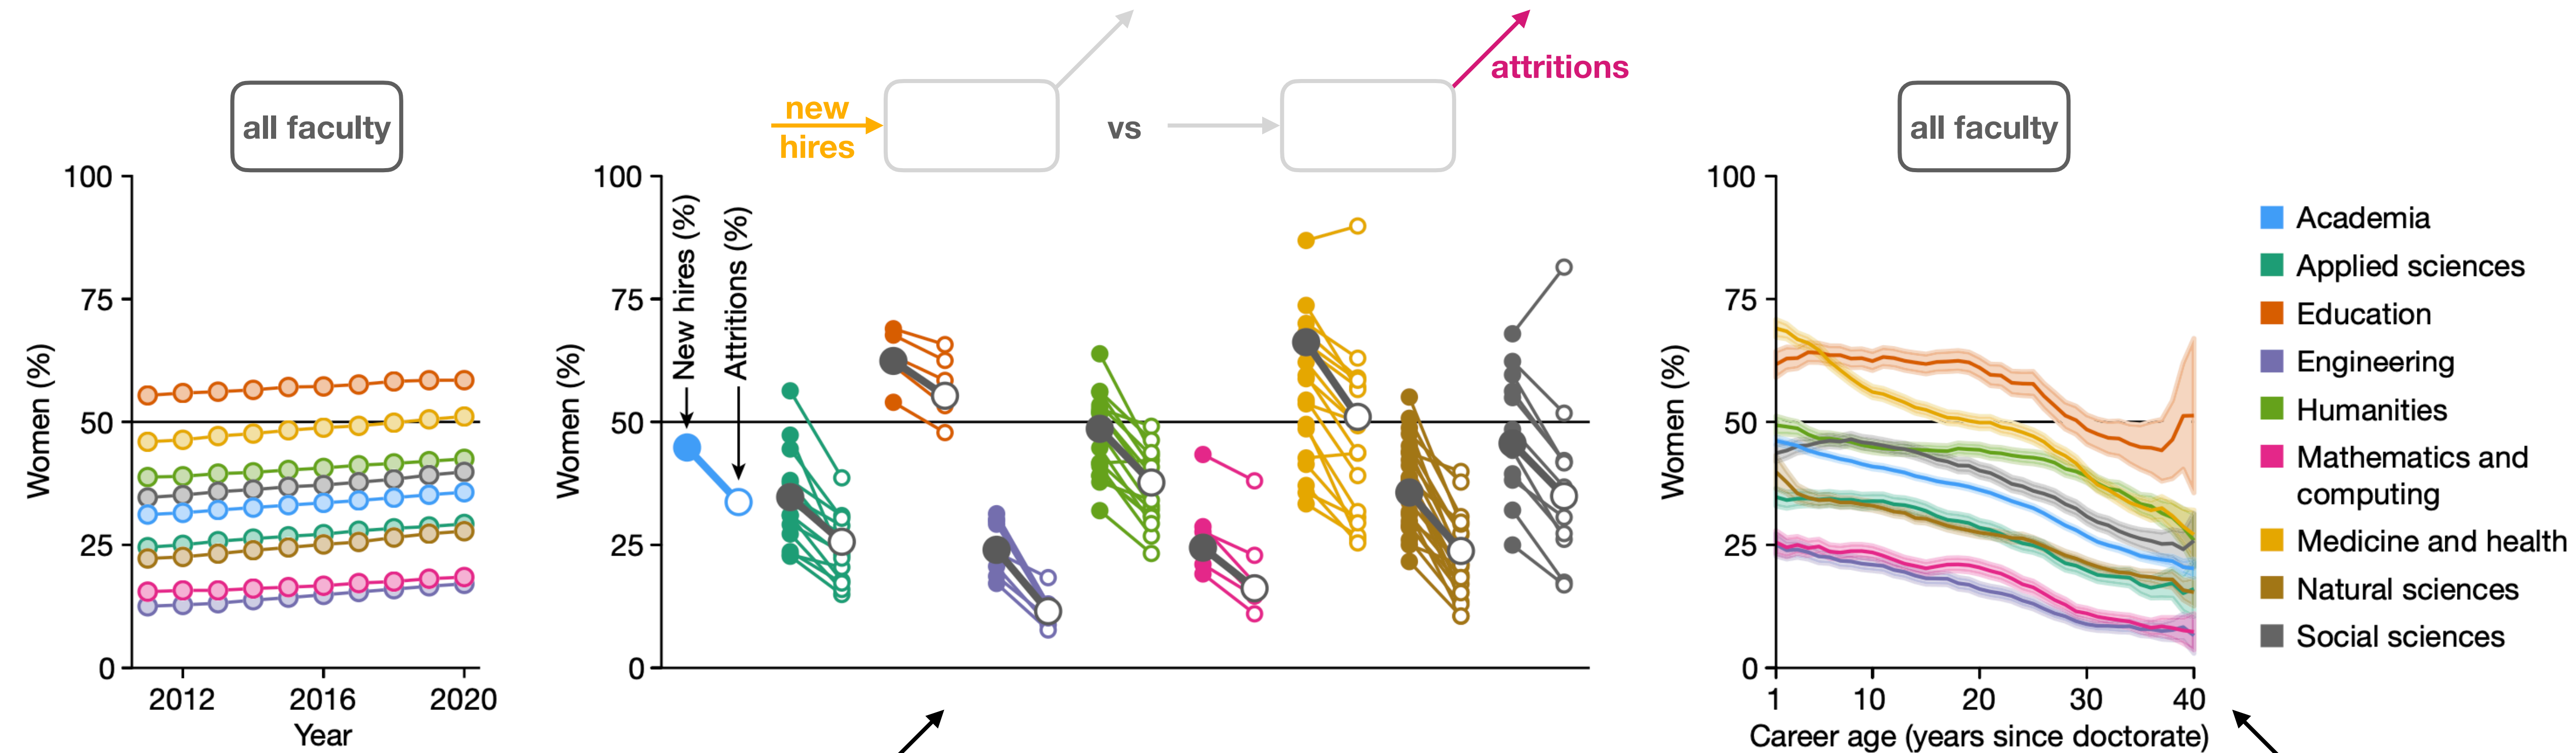 all faculty
100
75
50
25
0
Women (%)
2012
2016
2020
Year
new
hires
vs
attritions
100
75
50
25
0
Women (%)
New hires (%)
Attritions (%)
all faculty
100
75
50
25
0
Women (%)
1
10
20
30
40
Career age (years since doctorate)
Academia
Applied sciences
Education
Engineering
Humanities
Mathematics and
computing
Medicine and health
Natural sciences
Social sciences